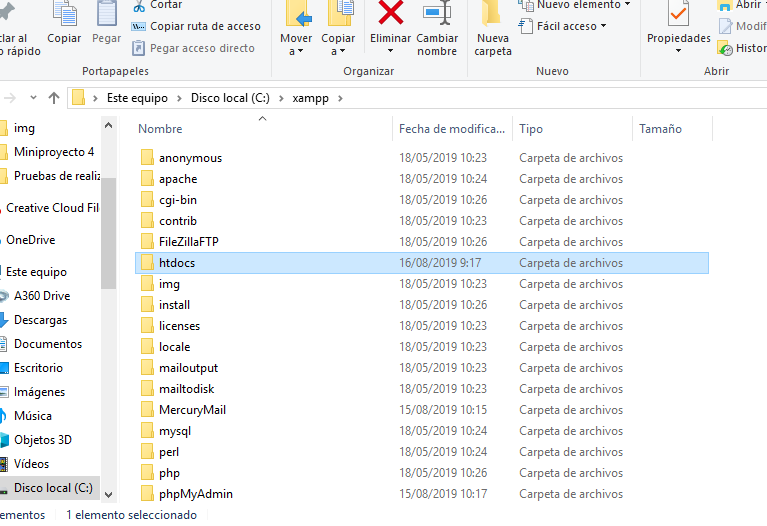 Cortar
Copiar ruta de acceso
Pegar acceso directo
clar al
o rápido
Copiar
Pegar
Mover
a
Copiar
a
Eliminar
Cambiar
nombre
Nueva
carpeta
Nuevo elemento
Fácil acceso
Propiedades
Abrir
Modif
Histor
Portapapeles
Organizar
Nuevo
Abrir
Este equipo > Disco local (C:) > xampp >
Nombre Fecha de modifica... Tipo Tamaño
img
Miniproyecto 4
Pruebas de realiz
Creative Cloud Fil
OneDrive
Este equipo
A360 Drive
Descargas
Documentos
Escritorio
Imágenes
Música
Objetos 3D
Vídeos
Disco local (C:)
anonymous 18/05/2019 10:23 Carpeta de archivos
apache 18/05/2019 10:24 Carpeta de archivos
cgi-bin 18/05/2019 10:26 Carpeta de archivos
contrib 18/05/2019 10:23 Carpeta de archivos
FileZillaFTP 18/05/2019 10:26 Carpeta de archivos
htdocs 16/08/2019 9:17 Carpeta de archivos
img 18/05/2019 10:23 Carpeta de archivos
install 18/05/2019 10:26 Carpeta de archivos
licenses 18/05/2019 10:23 Carpeta de archivos
locale 18/05/2019 10:23 Carpeta de archivos
mailoutput 18/05/2019 10:23 Carpeta de archivos
mailtodisk 18/05/2019 10:23 Carpeta de archivos
MercuryMail 15/08/2019 10:15 Carpeta de archivos
mysql 18/05/2019 10:24 Carpeta de archivos
perl 18/05/2019 10:24 Carpeta de archivos
php 18/05/2019 10:26 Carpeta de archivos
phpMyAdmin 15/08/2019 10:17 Carpeta de archivos
ementos 1 elemento seleccionado